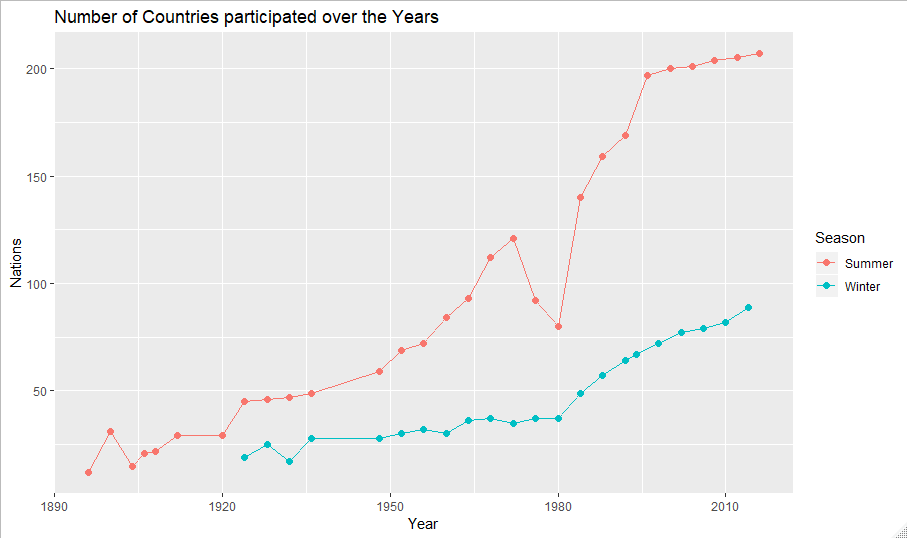 Number of Countries participated over the Years
200
150
100
50
Nations
1890
1920
1950
1980
2010
Year
Season
Summer
Winter